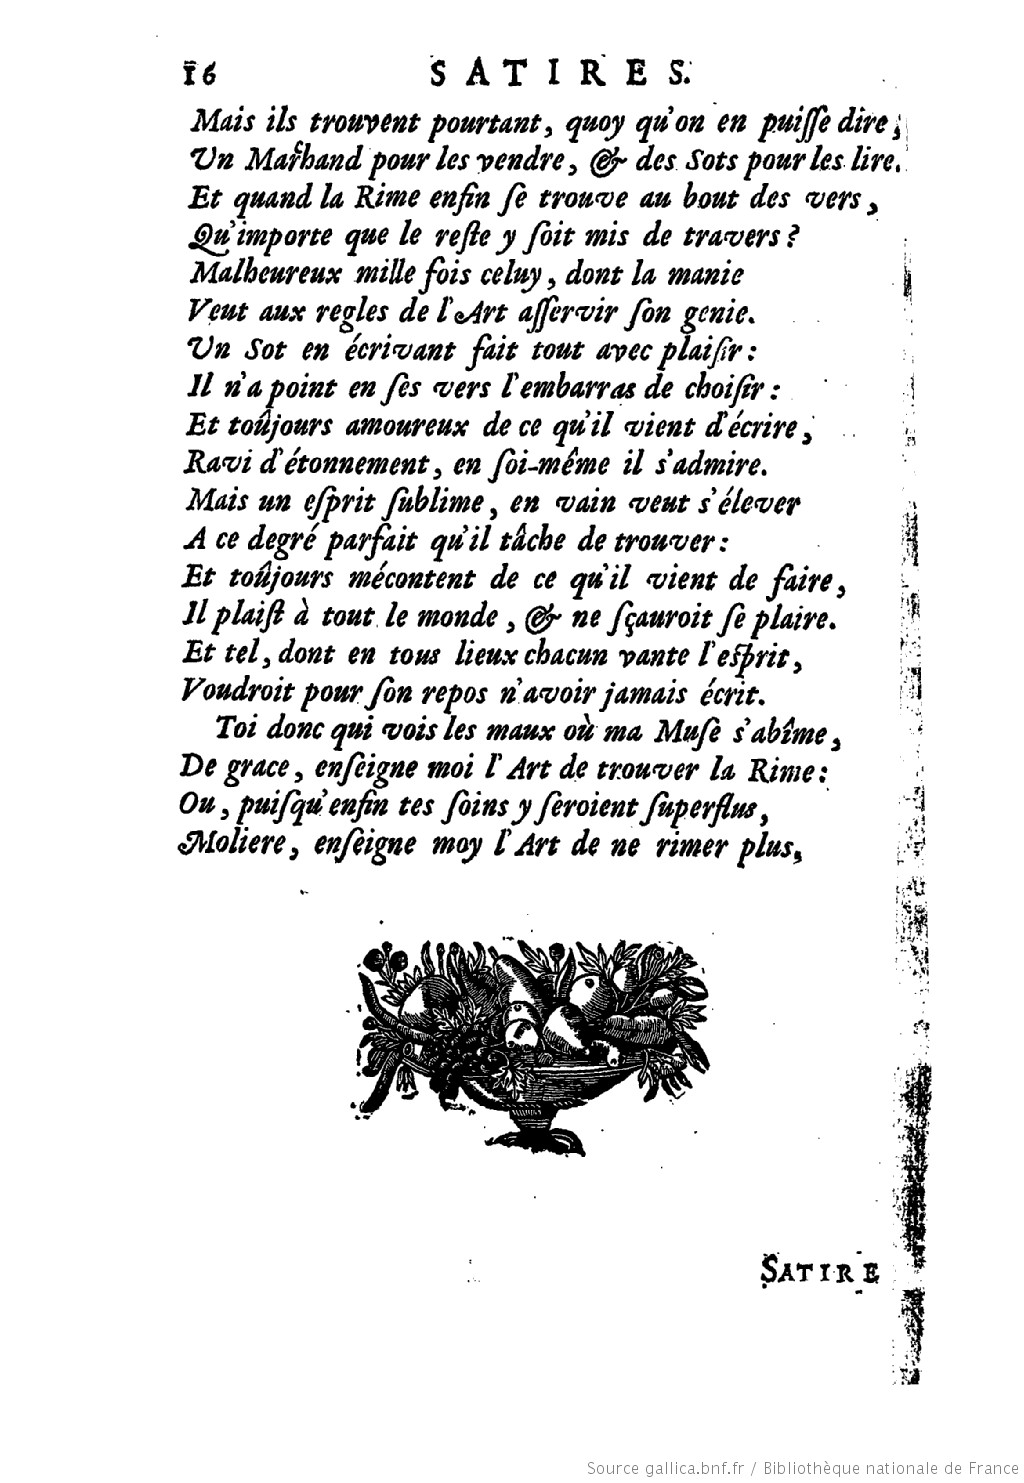 16 SATIRES.
Mais ils trouvent pourtant, quoy qu'on en puiſſe dire,
Un Marchand pour les vendre, & des Sots pour les lire.
Et quand la Rime enfin ſe trouve au bout des vers,
Qu'importe que le reſte y ſoit mis de travers?
Malheureux mille fois celuy, dont la manie
Veut aux regles de l'Art aſſervir ſon genie.
Un Sot en écrivant fait tout avec plaiſir:
Il n'a point en ſes vers l'embarras de choiſir:
Et toûjours amoureux de ce qu'il vient d'écrire,
Ravi d'étonnement, en ſoi-même il s'admire.
Mais un eſprit ſublime, en vain veut s'élever
A ce degré parfait qu'il tâche de trouver:
Et toûjours mécontent de ce qu'il vient de faire,
Il plaiſt à tout le monde, & ne ſçauroit ſe plaire.
Et tel, dont en tous lieux chacun vante l'eſprit,
Voudroit pour ſon repos n'avoir jamais écrit.
Toi donc qui vois les maux où ma Muſe s'abîme,
De grace, enſeigne moi l'Art de trouver la Rime:
Ou, puiſqu'enfin tes ſoins y ſeroient ſuperflus,
Moliere, enſeigne moy l'Art de ne rimer plus,
SATIRE
Source gallica.bnf.fr / Bibliothèque nationale de France